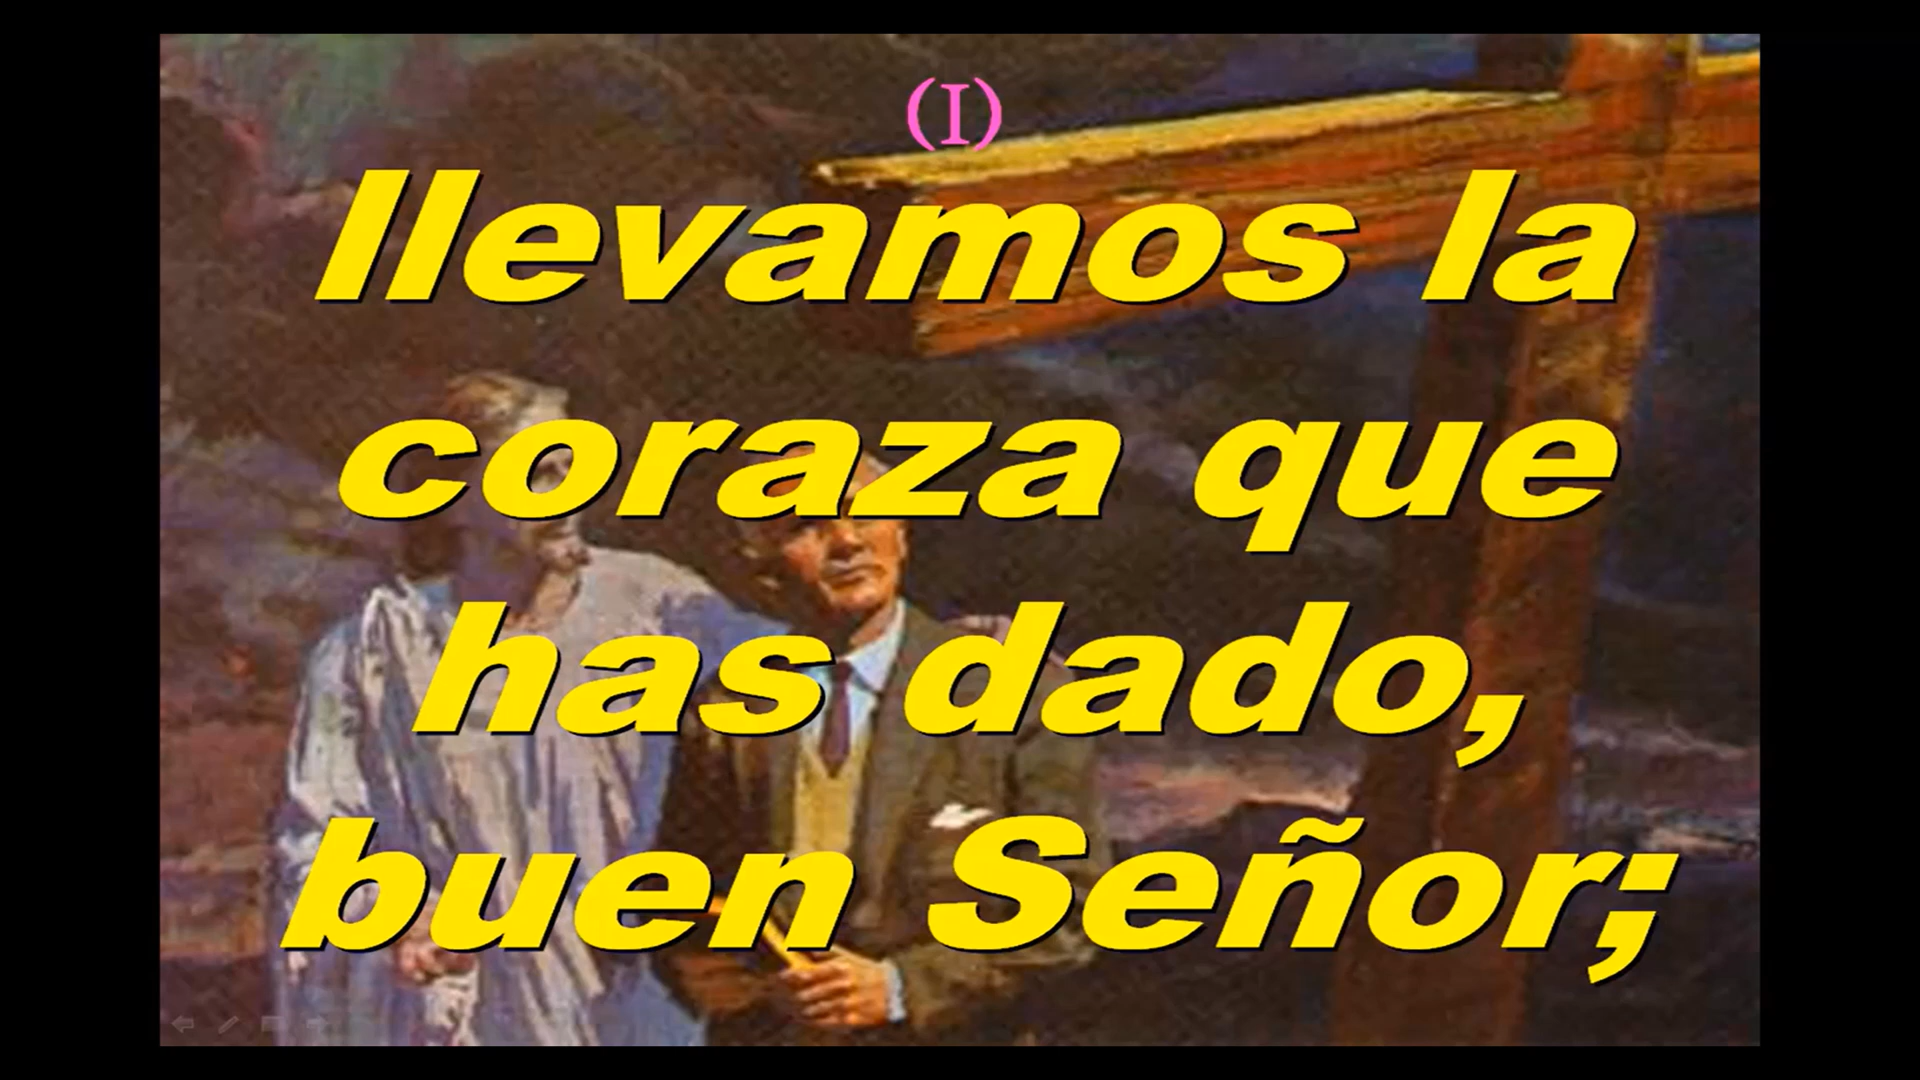 (I)
llevamos la
coraza que
has dado,
buen Señor;